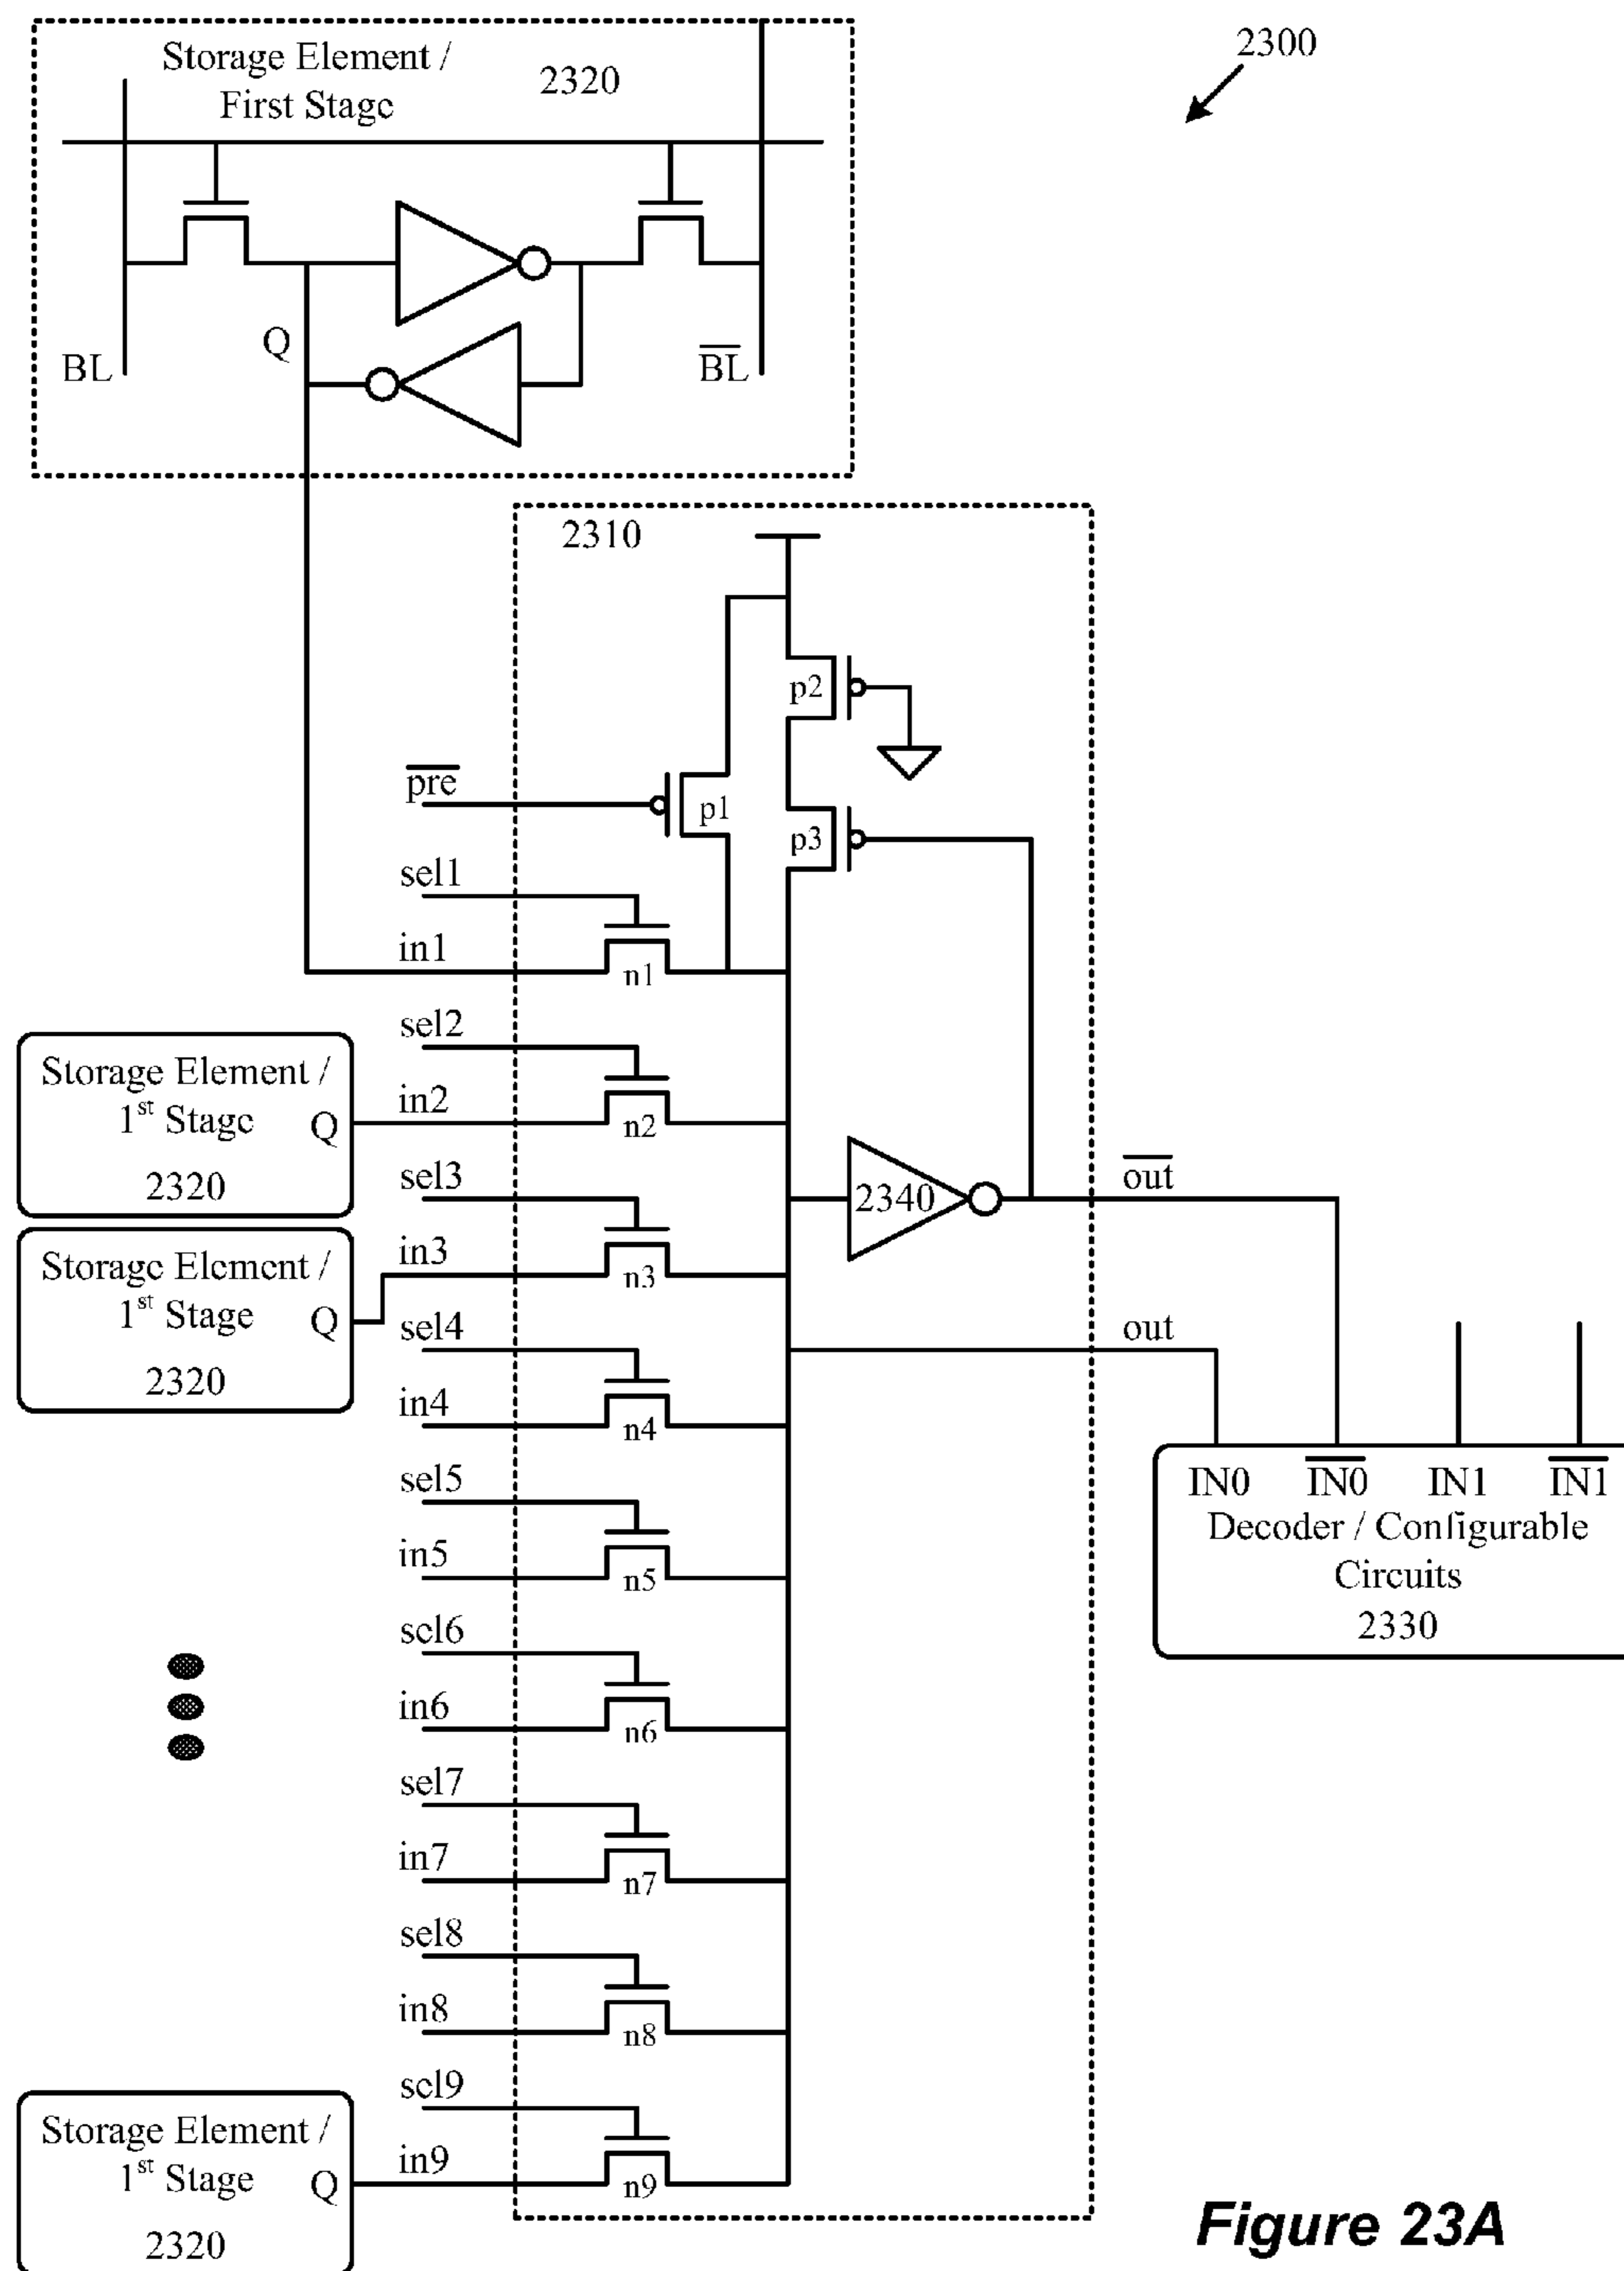 2300
Storage Element /
First Stage
2320
Q
BL
BL
2310
p2
pre
p1
p3
sel1
in1
n1
sel2
in2
n2
Storage Element /
1st Stage
Q
2320
sel3
in3
n3
2340
out
Storage Element /
1st Stage
Q
2320
sel4
in4
n4
out
sel5
in5
n5
IN0 IN0 IN1 IN1
Decoder / Configurable
Circuits
2330
sel6
in6
n6
sel7
in7
n7
sel8
in8
n8
sel9
in9
n9
Storage Element /
1st Stage
Q
2320
Figure 23A